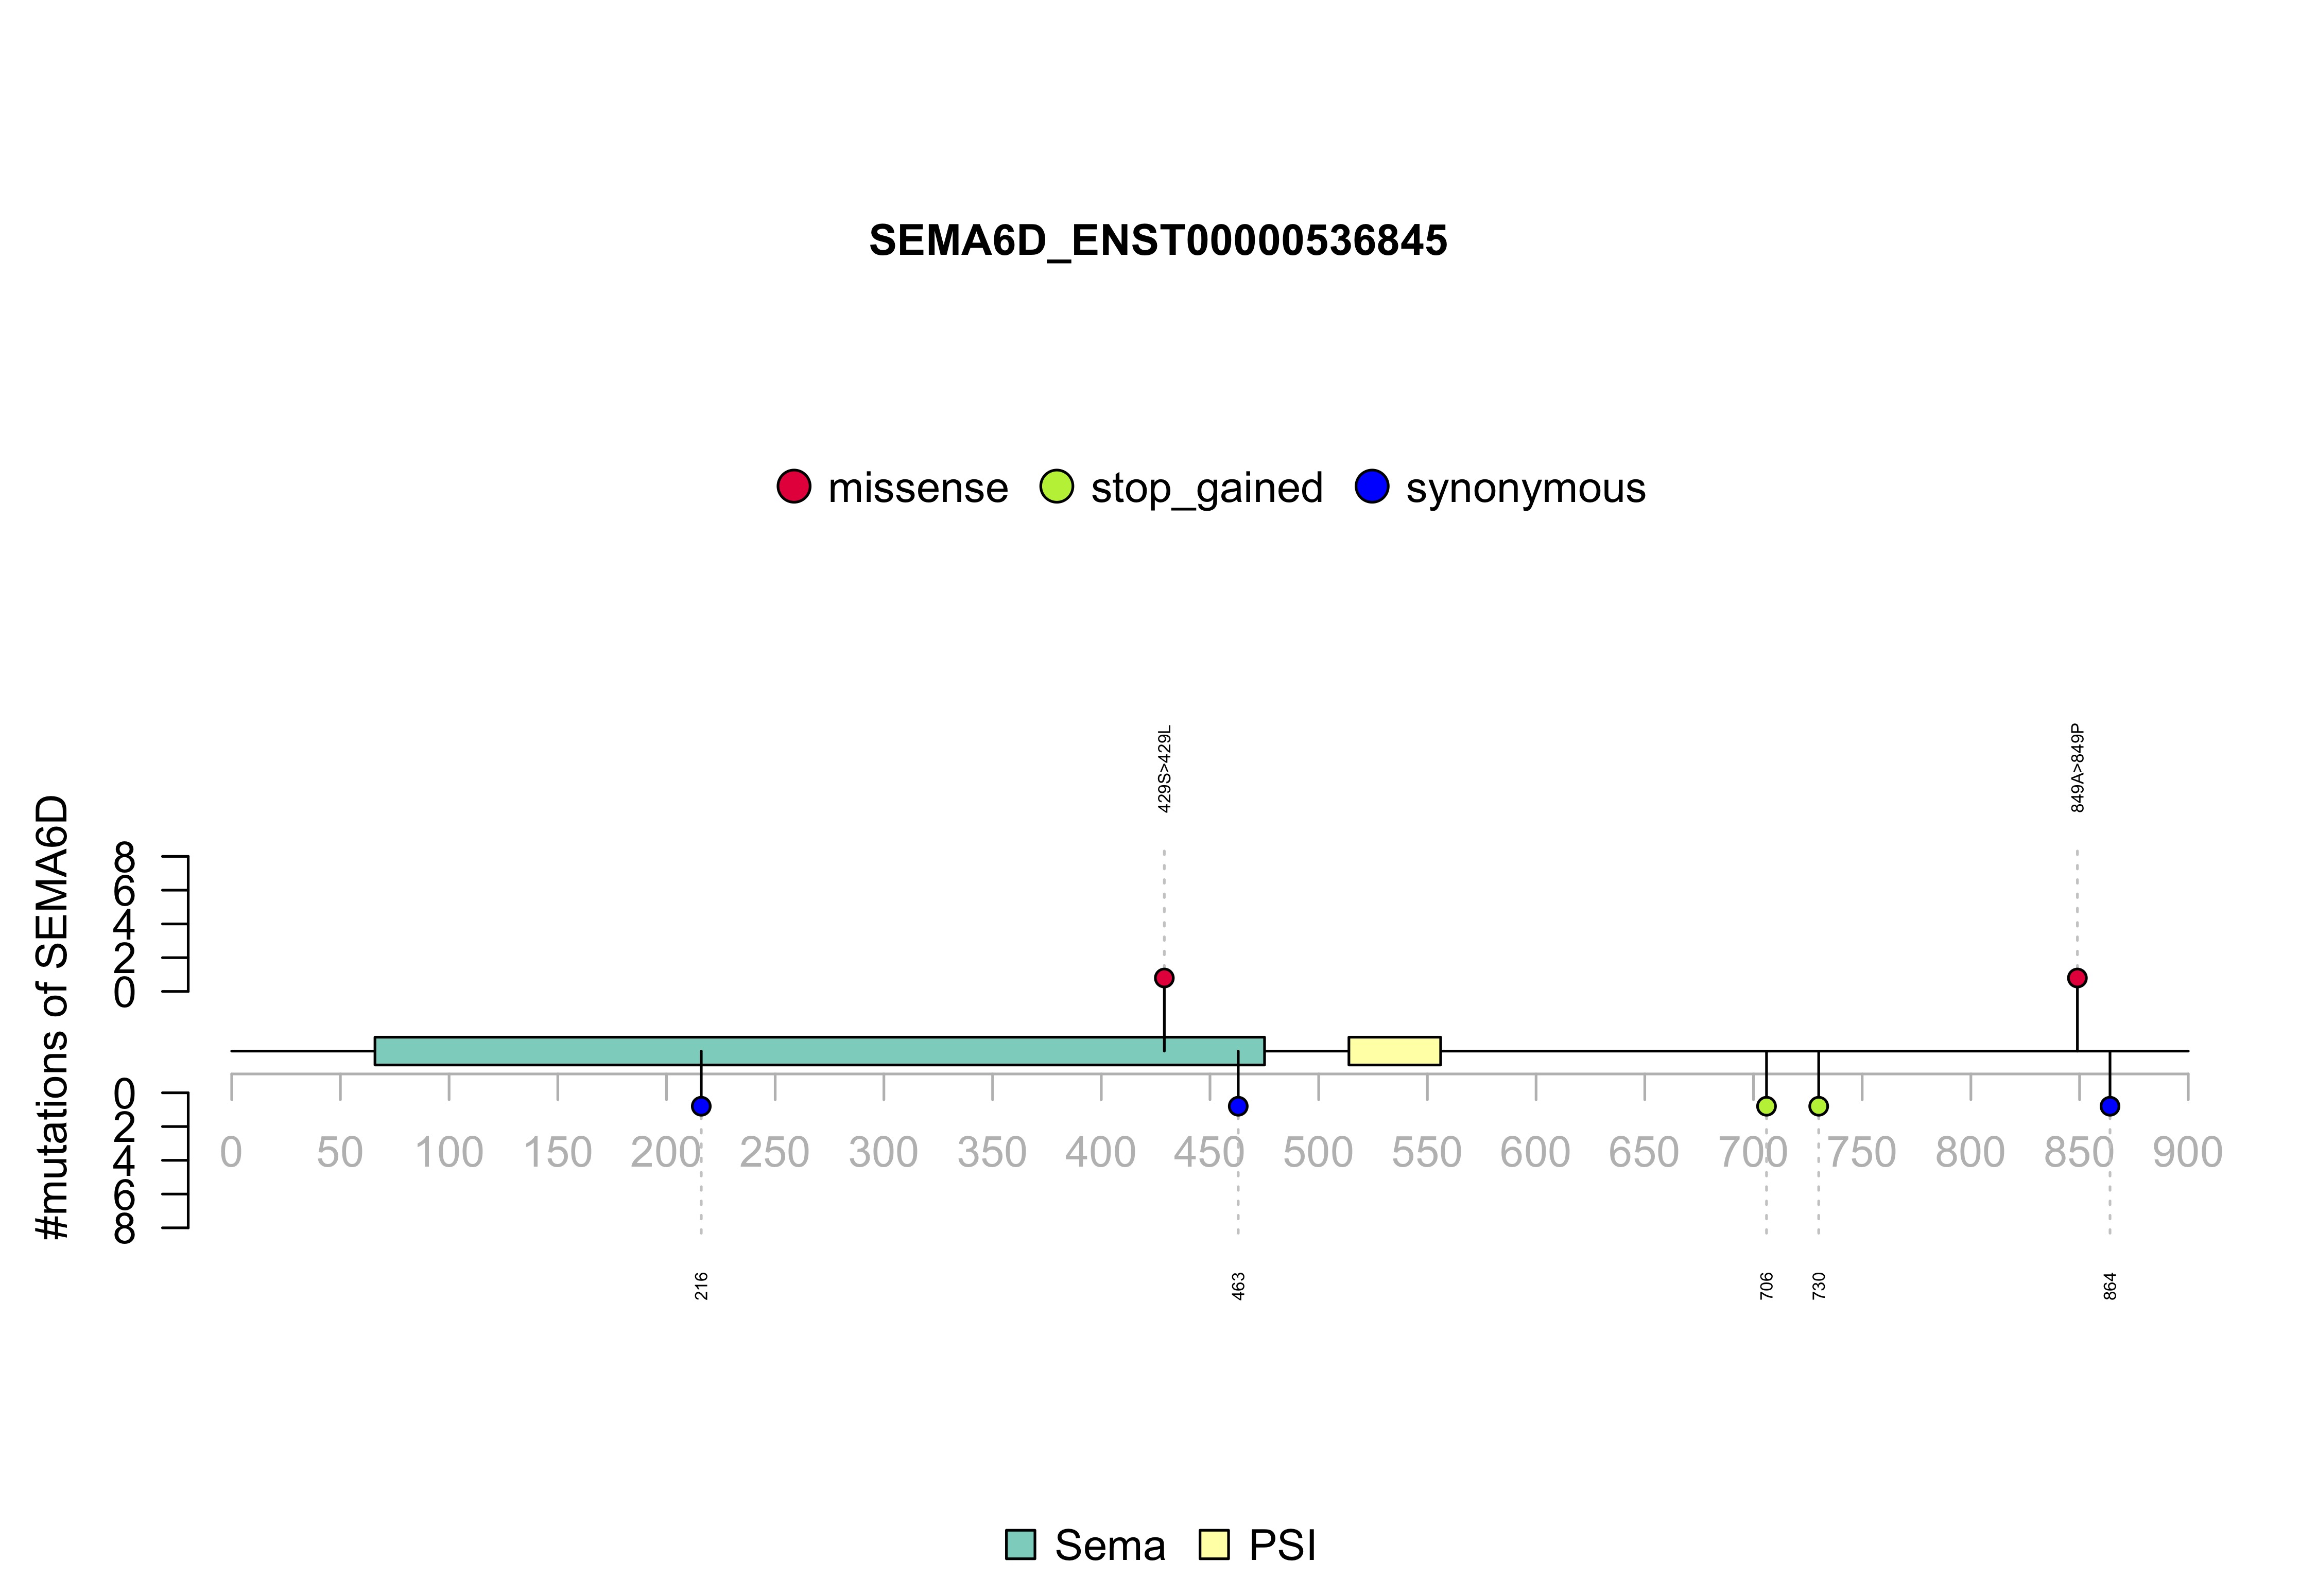 SEMA6D_ENST00000536845
missense stop_gained synonymous
429S>429L 849A>849P
#mutations of SEMA6D
8
6
4
2
0
0
2
4
6
8
0 50 100 150 200 250 300 350 400 450 500 550 600 650 700 750 800 850 900
216 463 706 730 864
Sema PSI